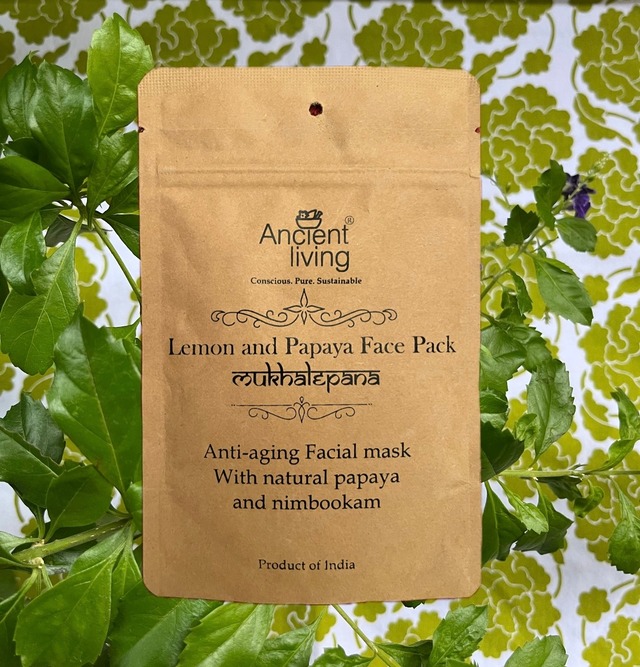 Ancient®
living
Conscious. Pure. Sustainable
Lemon and Papaya Face Pack
mukhalepana
Anti-aging Facial mask
With natural papaya
and nimbookam
Product of India